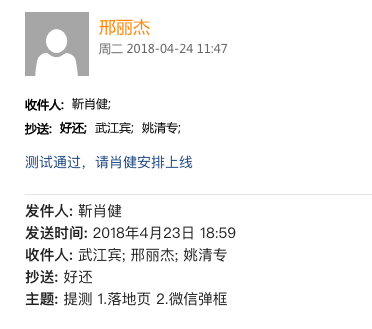 邢丽杰
周二 2018-04-24 11:47
收件人: 靳肖健;
抄送: 好还; 武江宾; 姚清专;
测试通过，请肖健安排上线
发件人: 靳肖健
发送时间: 2018年4月23日 18:59
收件人: 武江宾; 邢丽杰; 姚清专
抄送: 好还
主题: 提测 1.落地页 2.微信弹框